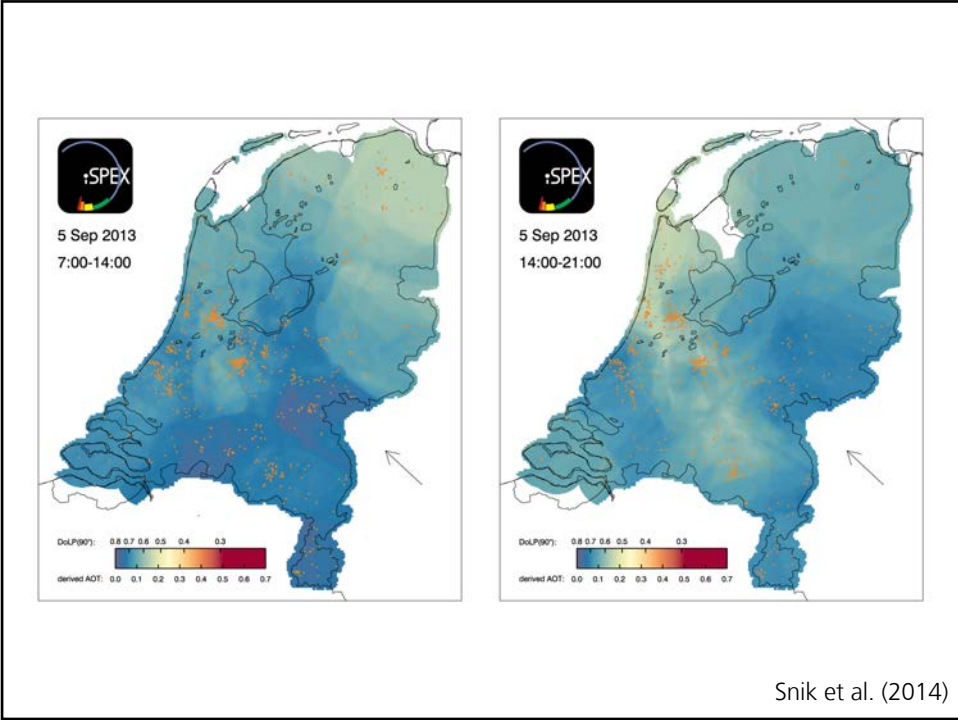 iSPEX
5 Sep 2013
7:00-14:00
DoLP(90°): 0.8 0.7 0.6 0.5 0.4 0.3
derived AOT: 0.0 0.1 0.2 0.3 0.4 0.5 0.6 0.7
iSPEX
5 Sep 2013
14:00-21:00
DoLP(90°): 0.8 0.7 0.6 0.5 0.4 0.3
derived AOT: 0.0 0.1 0.2 0.3 0.4 0.5 0.6 0.7
Snik et al. (2014)